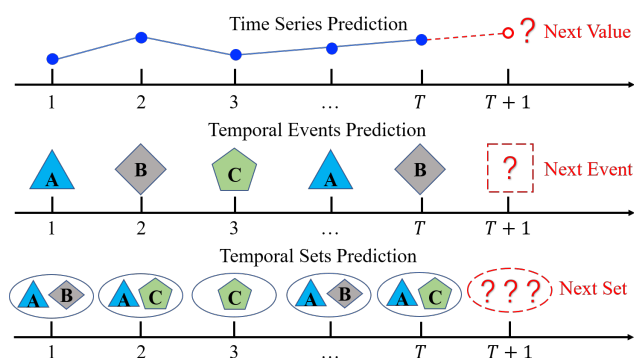 Time Series Prediction
? Next Value
1 2 3 ... T T + 1
Temporal Events Prediction
A B C A B ? Next Event
1 2 3 ... T T + 1
Temporal Sets Prediction
A B A C C A B A C ? ? ? Next Set
1 2 3 ... T T + 1